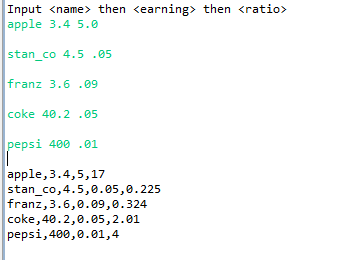 Input <name> then <earning> then <ratio>
apple 3.4 5.0
stan_co 4.5 .05
franz 3.6 .09
coke 40.2 .05
pepsi 400 .01
apple,3.4,5,17
stan_co,4.5,0.05,0.225
franz,3.6,0.09,0.324
coke,40.2,0.05,2.01
pepsi,400,0.01,4